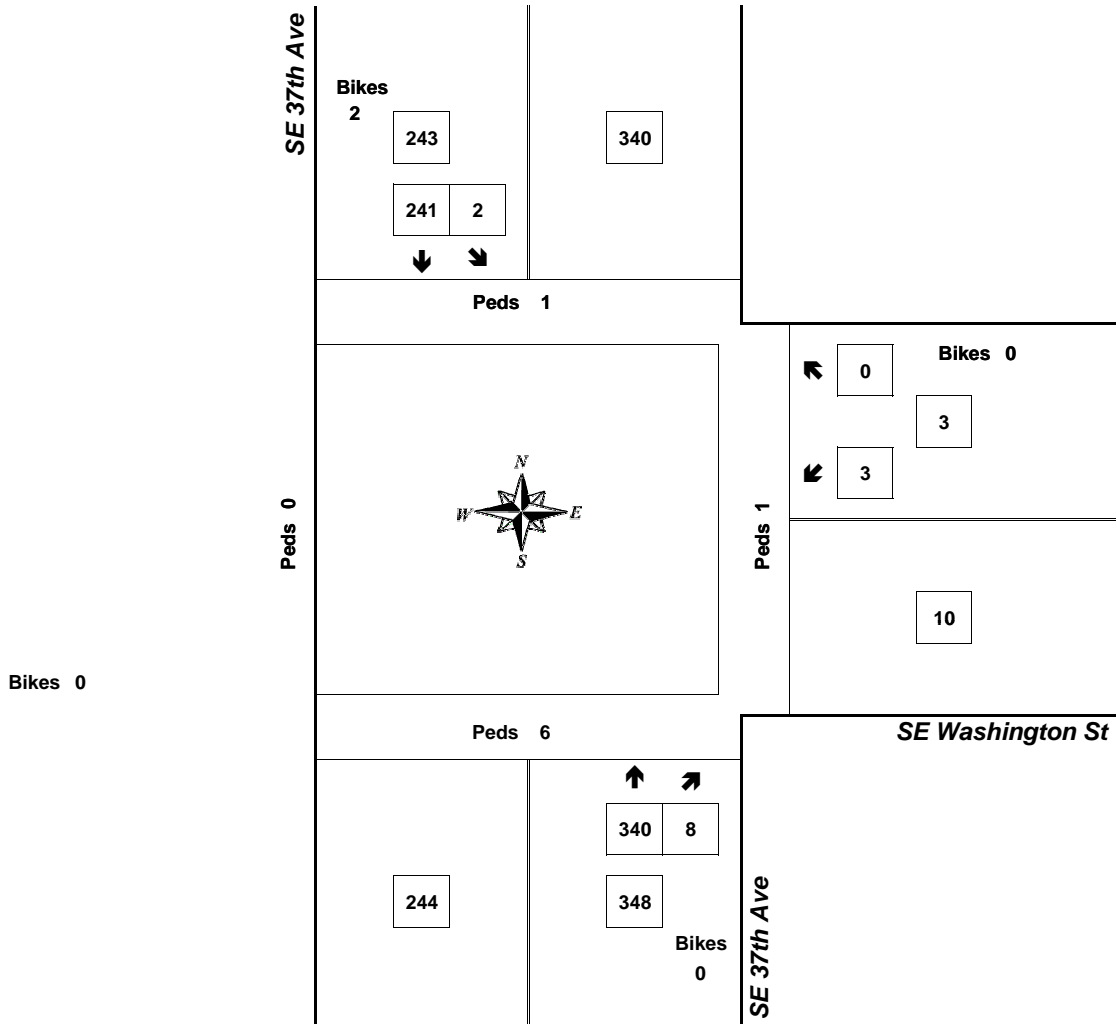 SE 37th Ave
Bikes
2
243
340
241 2
Peds 1
0
Bikes 0
3
3
N
W E
S
Peds 0
Peds 1
10
Bikes 0
Peds 6
SE Washington St
340 8
244
348
Bikes
0
SE 37th Ave